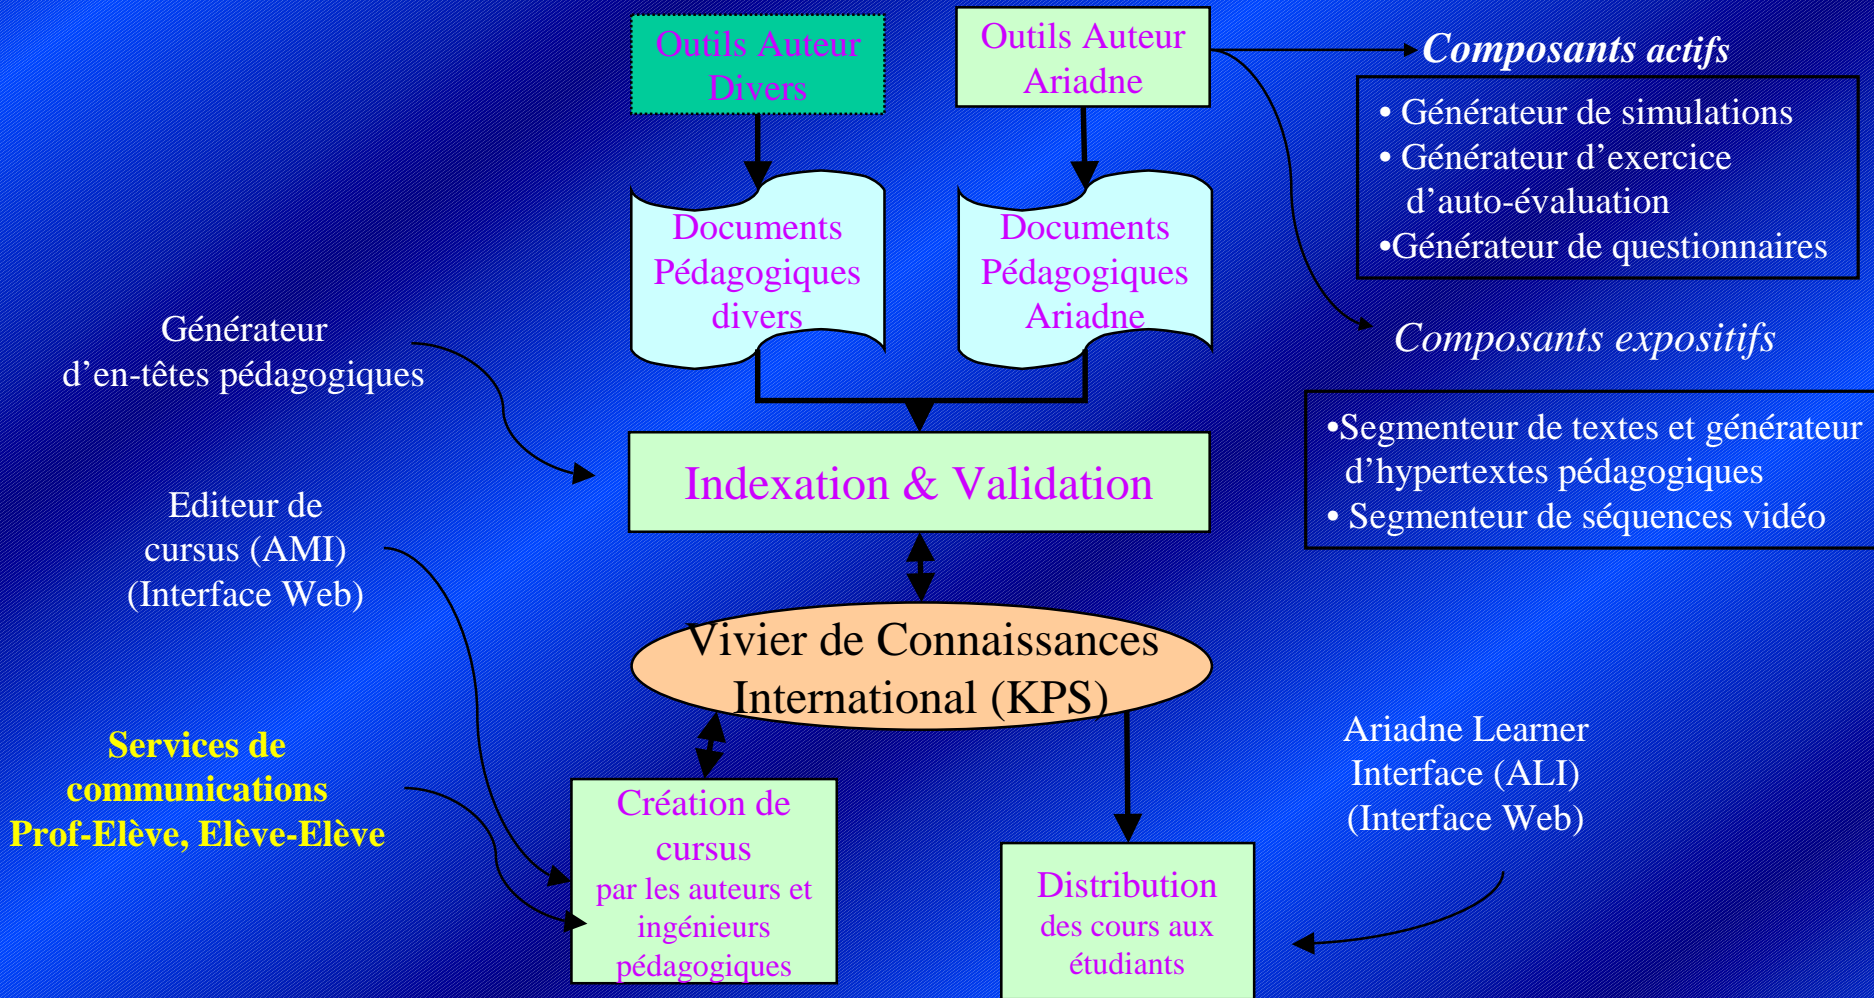 Outils Auteur
Divers
Outils Auteur
Ariadne
Composants actifs
• Générateur de simulations
• Générateur d’exercice
d’auto-évaluation
•Générateur de questionnaires
Documents
Pédagogiques
divers
Documents
Pédagogiques
Ariadne
Composants expositifs
•Segmenteur de textes et générateur
d’hypertextes pédagogiques
• Segmenteur de séquences vidéo
Générateur
d’en-têtes pédagogiques
Indexation & Validation
Editeur de
cursus (AMI)
(Interface Web)
Vivier de Connaissances
International (KPS)
Services de
communications
Prof-Elève, Elève-Elève
Création de
cursus
par les auteurs et
ingénieurs
pédagogiques
Ariadne Learner
Interface (ALI)
(Interface Web)
Distribution
des cours aux
étudiants